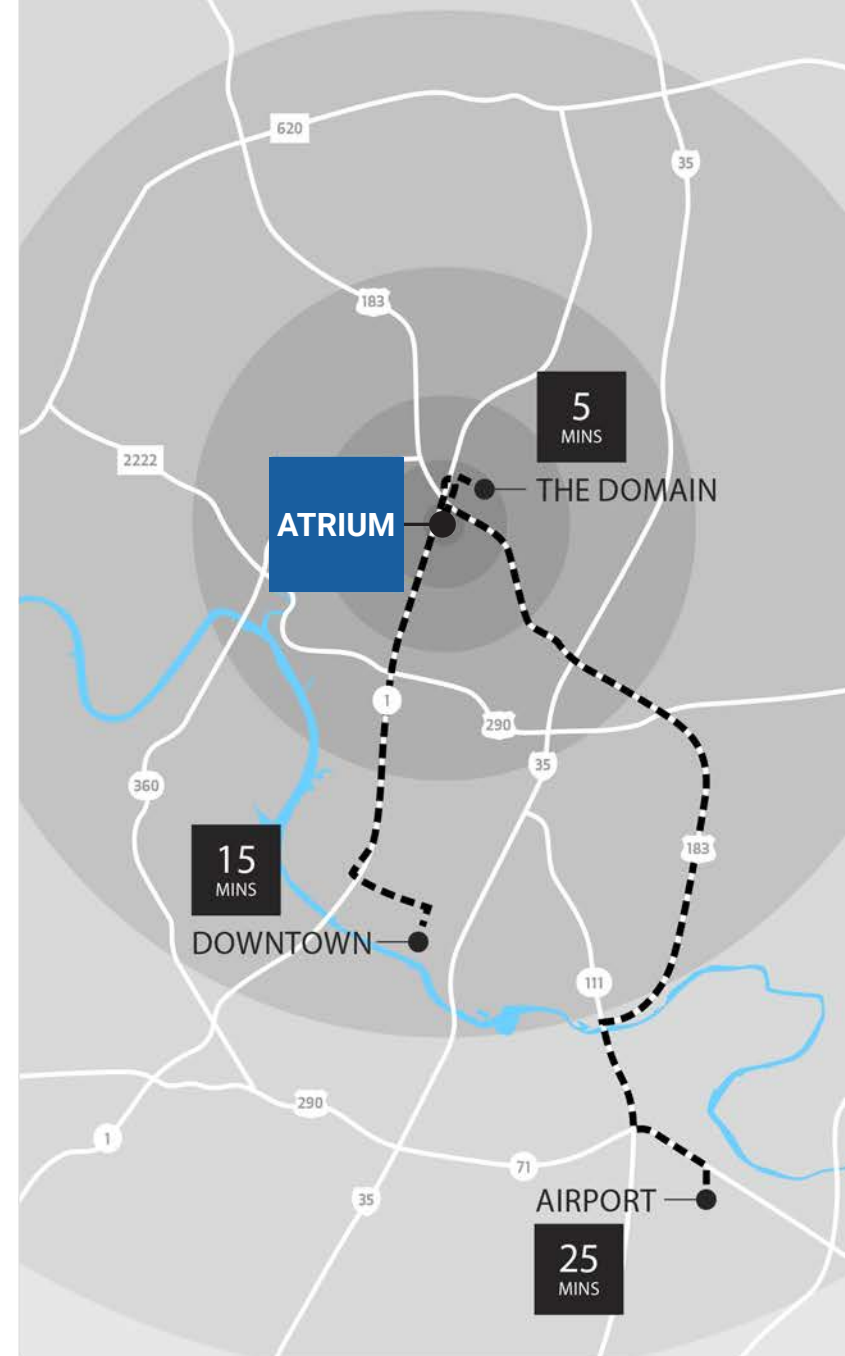 620
35
183
5
MINS
2222
THE DOMAIN
ATRIUM
1
290
35
360
15
MINS
183
DOWNTOWN
111
290
1
71
35
AIRPORT
25
MINS